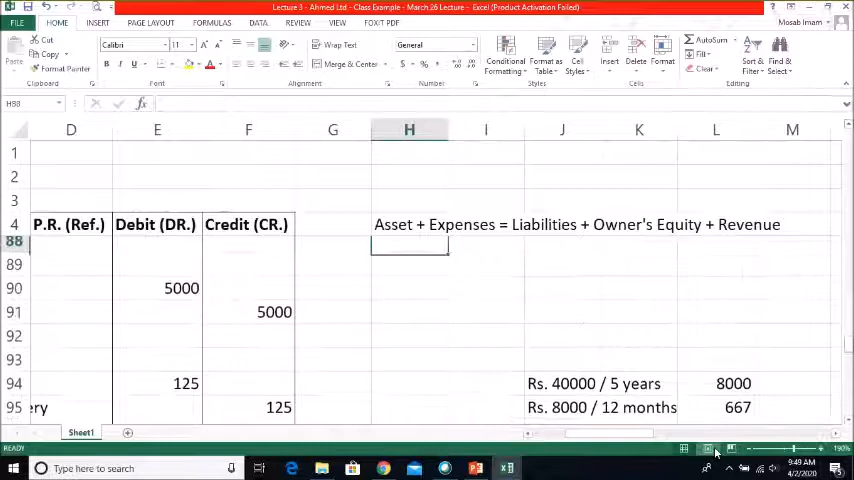 Lecture 3 - Ahmed Ltd - Class Example - March 26 Lecture - Excel (Product Activation Failed)
FILE HOME INSERT PAGE LAYOUT FORMULAS DATA REVIEW VIEW FOXIT PDF Mosab Imam
Paste
Cut
Copy
Format Painter
Clipboard
Calibri 11
B I U
Font
Wrap Text
Merge & Center
Alignment
General
$ % ,
Number
Conditional Formatting
Format as Table
Cell Styles
Styles
Insert Delete Format
Cells
AutoSum
Fill
Clear
Sort & Filter
Find & Select
Editing
H88 fx
D E F G H I J K L M
1
2
3
4 P.R. (Ref.) Debit (DR.) Credit (CR.) Asset + Expenses = Liabilities + Owner's Equity + Revenue
88
89
90 5000
91 5000
92
93
94 125 Rs. 40000 / 5 years 8000
95 ery 125 Rs. 8000 / 12 months 667
Sheet1
READY 190%
Type here to search
9:49 AM
4/2/2020